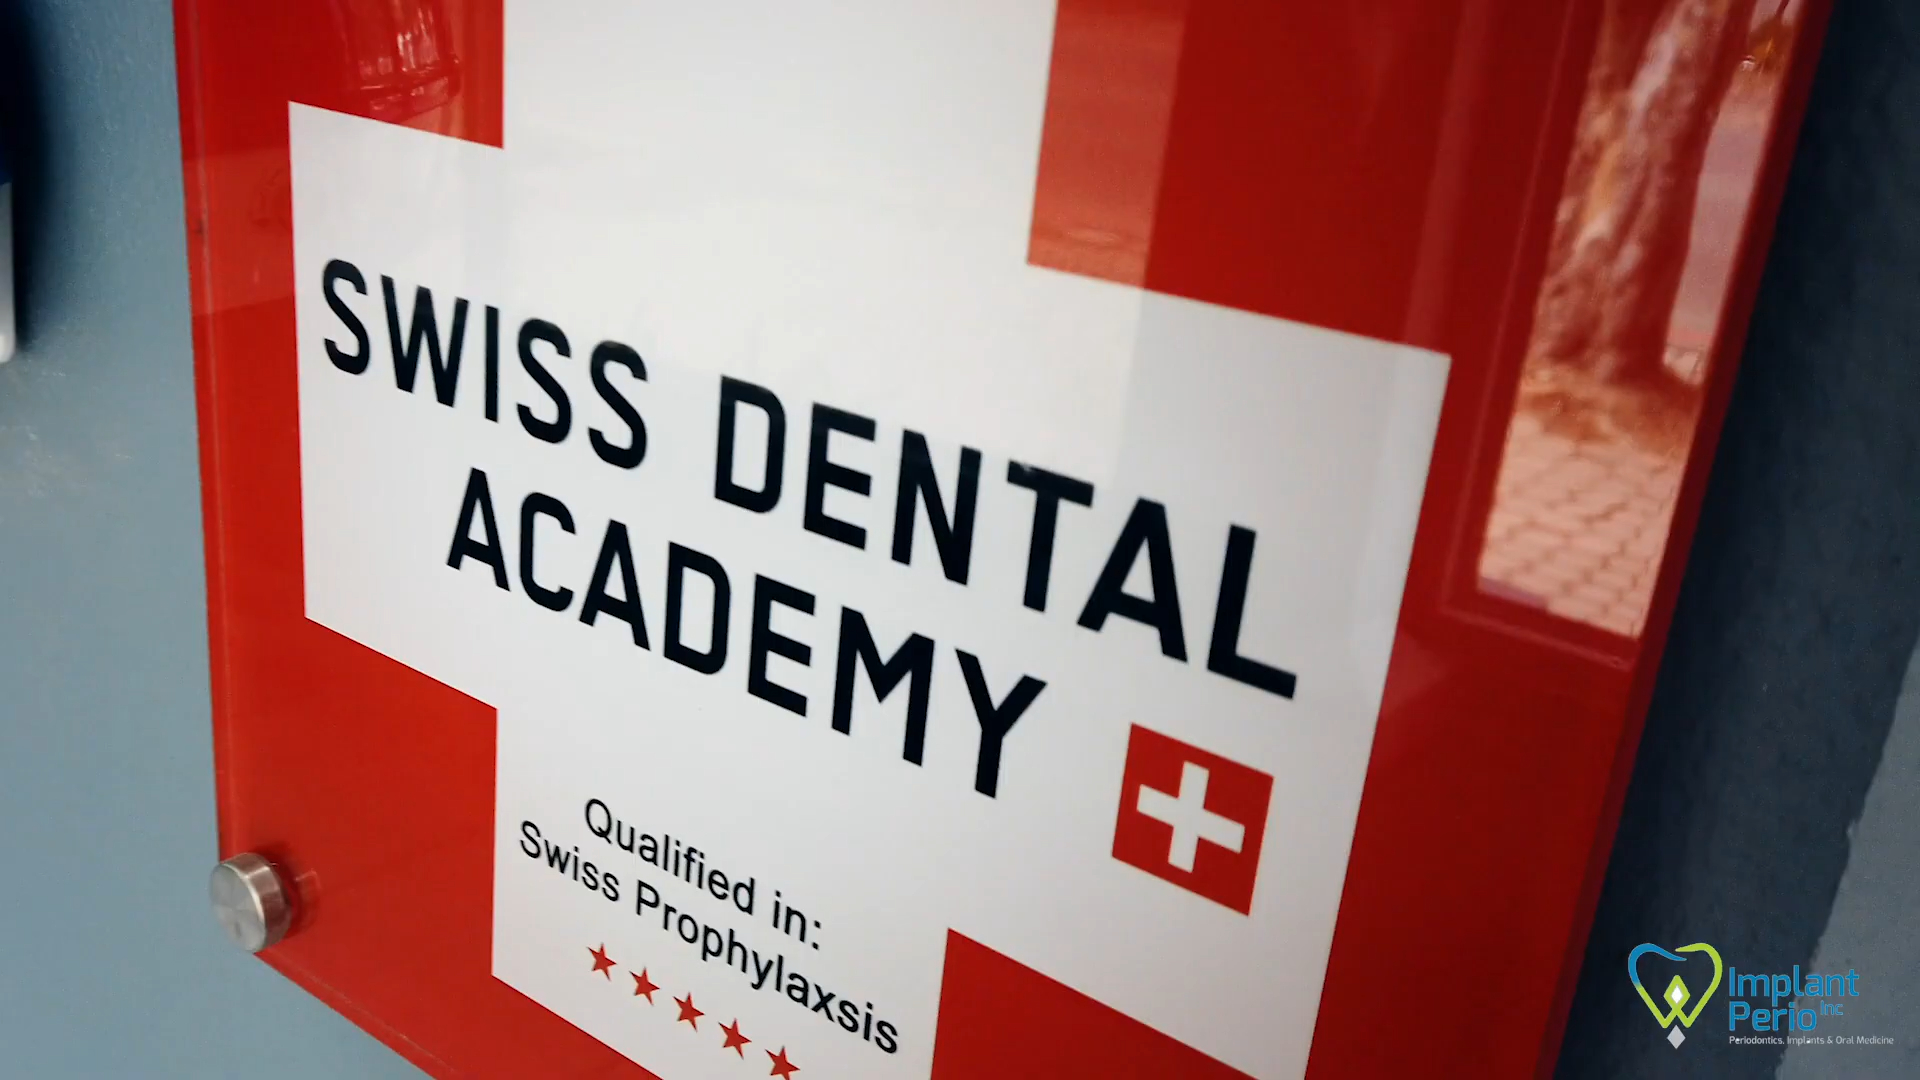 SWISS DENTAL
ACADEMY
Qualified in:
Swiss Prophylaxsis
Implant
Perio Inc
Periodontics, Implants & Oral Medicine